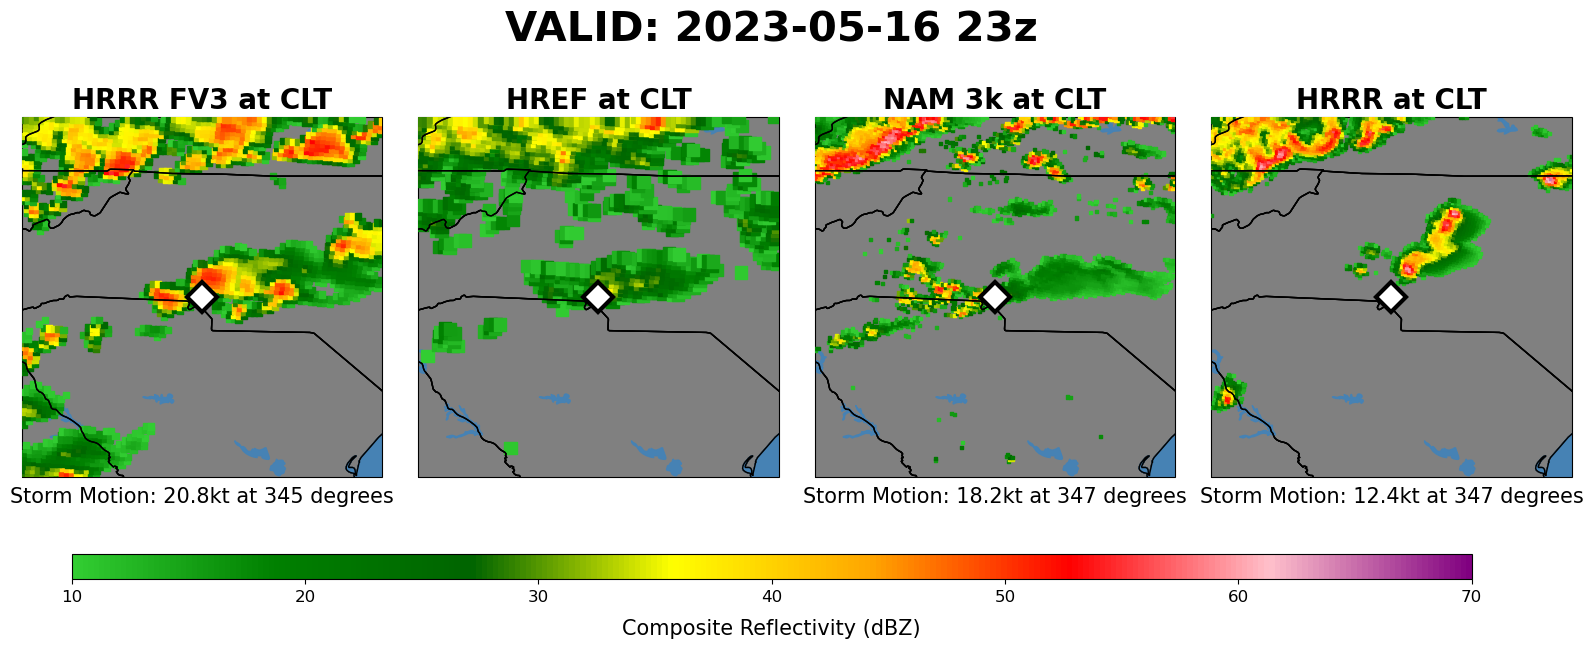 VALID: 2023-05-16 23z
HRRR FV3 at CLT
HREF at CLT
NAM 3k at CLT
HRRR at CLT
Storm Motion: 20.8kt at 345 degrees
Storm Motion: 18.2kt at 347 degrees
Storm Motion: 12.4kt at 347 degrees
10 20 30 40 50 60 70
Composite Reflectivity (dBZ)